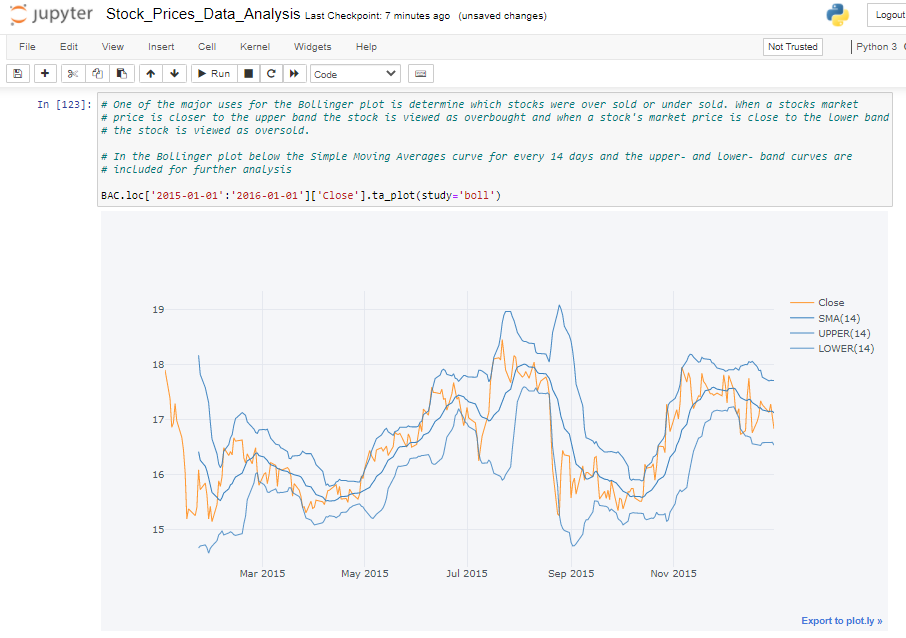 jupyter Stock_Prices_Data_Analysis Last Checkpoint: 7 minutes ago (unsaved changes) Logout
File Edit View Insert Cell Kernel Widgets Help Not Trusted Python 3
Run Code
In [123]:
# One of the major uses for the Bollinger plot is determine which stocks were over sold or under sold. When a stocks market
# price is closer to the upper band the stock is viewed as overbought and when a stock's market price is close to the Lower band
# the stock is viewed as oversold.
# In the Bollinger plot below the Simple Moving Averages curve for every 14 days and the upper- and Lower- band curves are
# included for further analysis
BAC.loc['2015-01-01':'2016-01-01']['Close'].ta_plot(study='boll')
19
18
17
16
15
Mar 2015 May 2015 Jul 2015 Sep 2015 Nov 2015
Close
SMA(14)
UPPER(14)
LOWER(14)
Export to plot.ly »